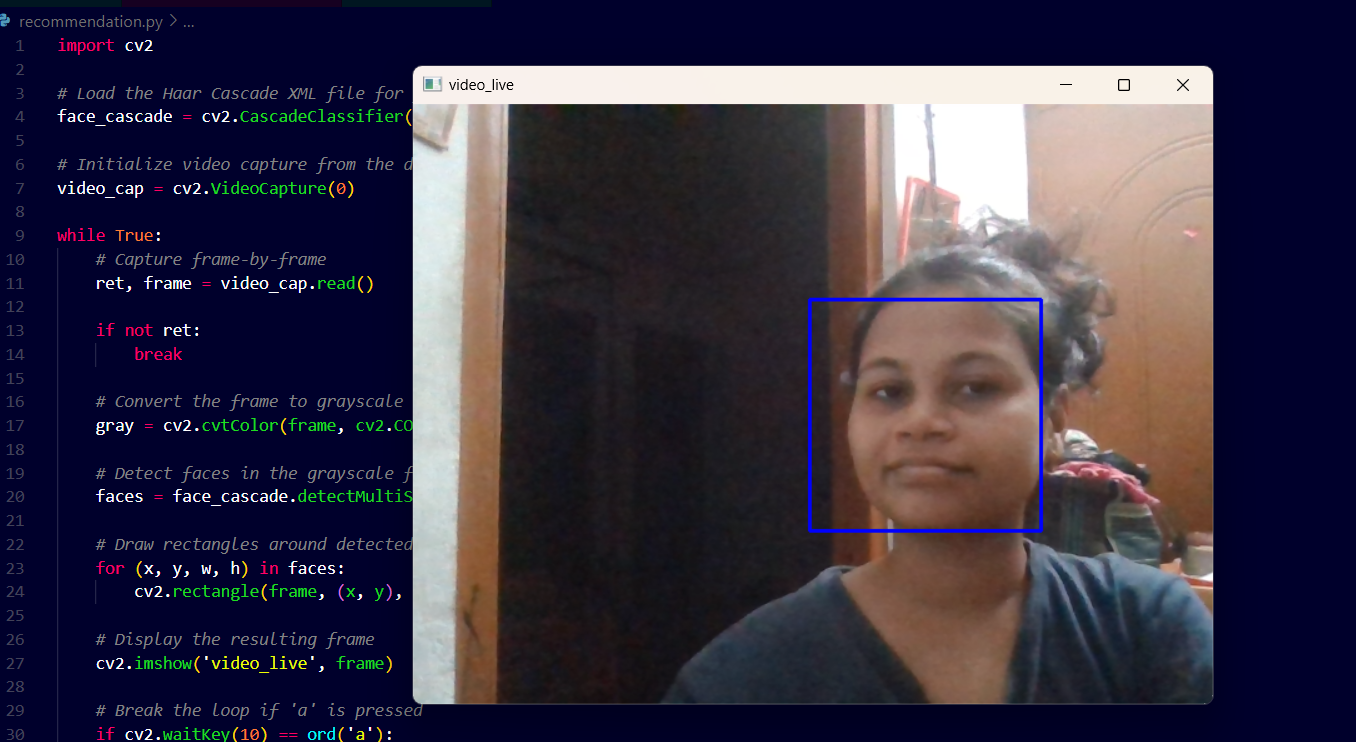 recommendation.py > ...
1 import cv2
2
3 # Load the Haar Cascade XML file for
4 face_cascade = cv2.CascadeClassifier(
5
6 # Initialize video capture from the d
7 video_cap = cv2.VideoCapture(0)
8
9 while True:
10 # Capture frame-by-frame
11 ret, frame = video_cap.read()
12
13 if not ret:
14 break
15
16 # Convert the frame to grayscale
17 gray = cv2.cvtColor(frame, cv2.CO
18
19 # Detect faces in the grayscale f
20 faces = face_cascade.detectMultiS
21
22 # Draw rectangles around detected
23 for (x, y, w, h) in faces:
24 cv2.rectangle(frame, (x, y),
25
26 # Display the resulting frame
27 cv2.imshow('video_live', frame)
28
29 # Break the loop if 'a' is pressed
30 if cv2.waitKey(10) == ord('a'):
video_live